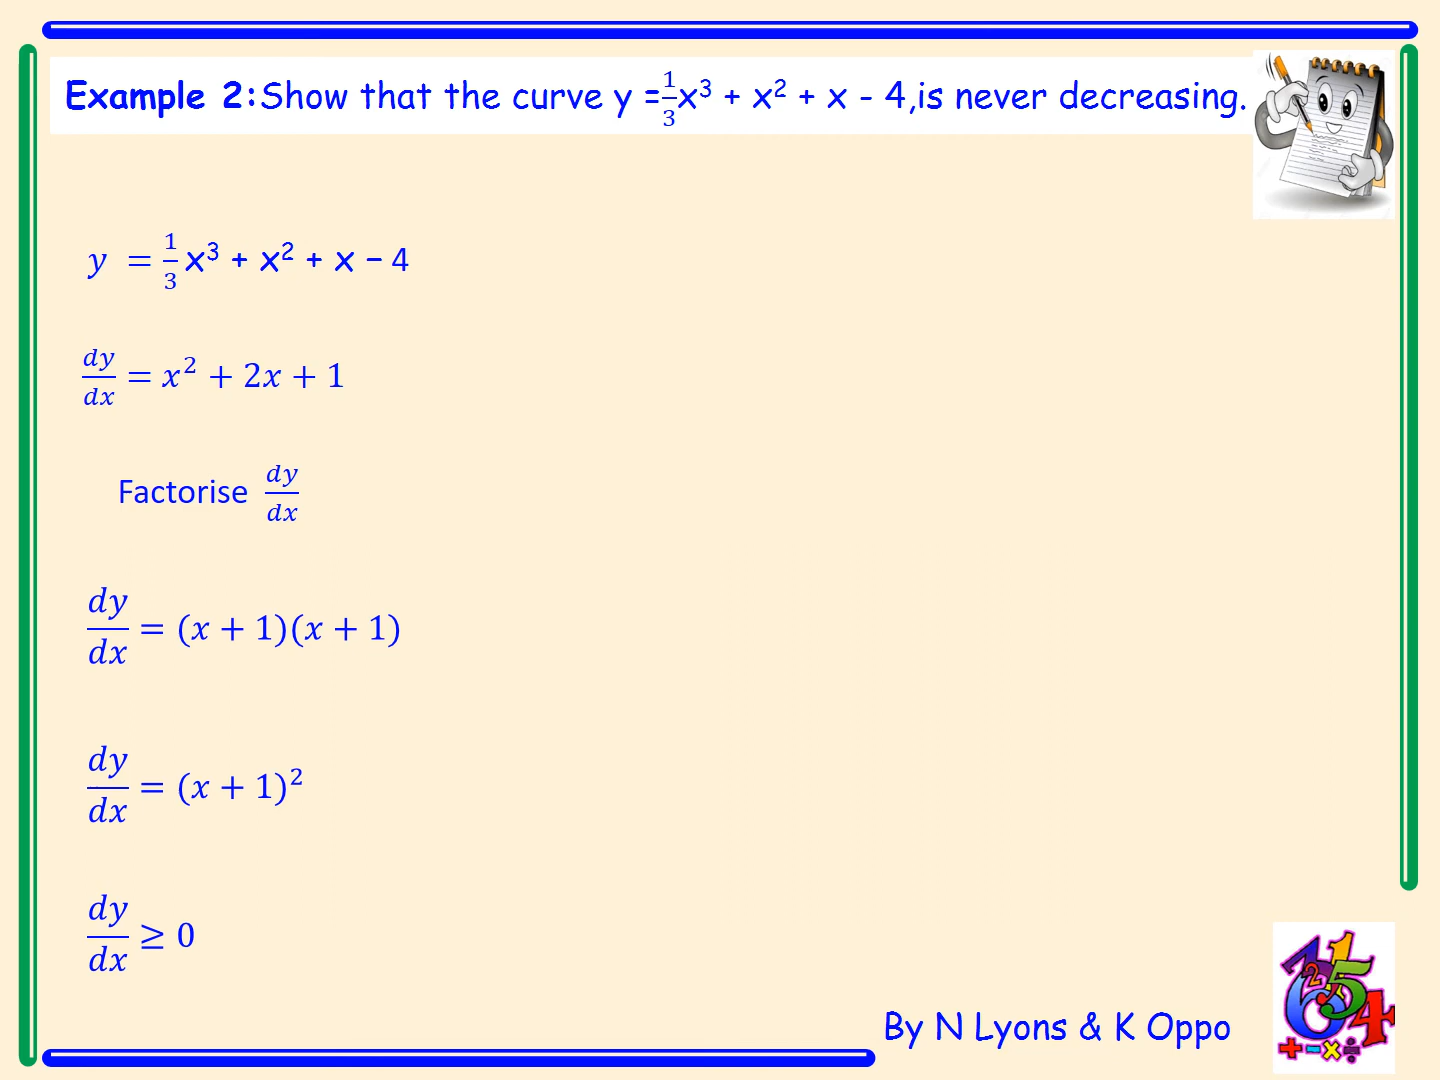 Example 2:Show that the curve y =1/3x³ + x² + x - 4,is never decreasing.
y = 1/3 x³ + x² + x – 4
dy/dx = x² + 2x + 1
Factorise dy/dx
dy/dx = (x + 1)(x + 1)
dy/dx = (x + 1)²
dy/dx ≥ 0
By N Lyons & K Oppo